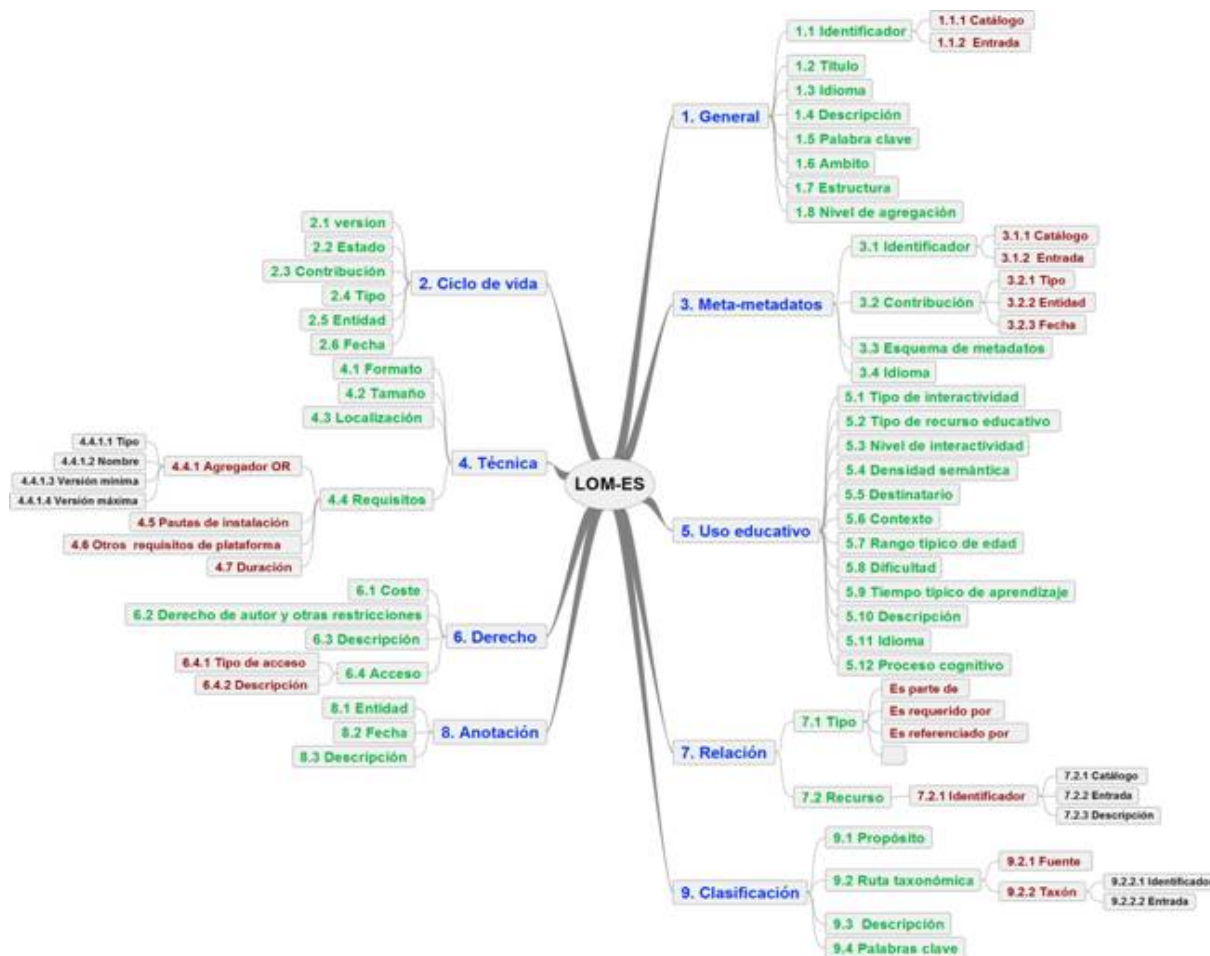 LOM-ES
1. General
1.1 Identificador
1.1.1 Catálogo
1.1.2 Entrada
1.2 Título
1.3 Idioma
1.4 Descripción
1.5 Palabra clave
1.6 Ambito
1.7 Estructura
1.8 Nivel de agregación
2. Ciclo de vida
2.1 version
2.2 Estado
2.3 Contribución
2.4 Tipo
2.5 Entidad
2.6 Fecha
3. Meta-metadatos
3.1 Identificador
3.1.1 Catálogo
3.1.2 Entrada
3.2 Contribución
3.2.1 Tipo
3.2.2 Entidad
3.2.3 Fecha
3.3 Esquema de metadatos
3.4 Idioma
4. Técnica
4.1 Formato
4.2 Tamaño
4.3 Localización
4.4 Requisitos
4.4.1 Agregador OR
4.4.1.1 Tipo
4.4.1.2 Nombre
4.4.1.3 Versión mínima
4.4.1.4 Versión máxima
4.5 Pautas de instalación
4.6 Otros requisitos de plataforma
4.7 Duración
5. Uso educativo
5.1 Tipo de interactividad
5.2 Tipo de recurso educativo
5.3 Nivel de interactividad
5.4 Densidad semántica
5.5 Destinatario
5.6 Contexto
5.7 Rango típico de edad
5.8 Dificultad
5.9 Tiempo típico de aprendizaje
5.10 Descripción
5.11 Idioma
5.12 Proceso cognitivo
6. Derecho
6.1 Coste
6.2 Derecho de autor y otras restricciones
6.3 Descripción
6.4 Acceso
6.4.1 Tipo de acceso
6.4.2 Descripción
7. Relación
7.1 Tipo
Es parte de
Es requerido por
Es referenciado por
7.2 Recurso
7.2.1 Identificador
7.2.1 Catálogo
7.2.2 Entrada
7.2.3 Descripción
8. Anotación
8.1 Entidad
8.2 Fecha
8.3 Descripción
9. Clasificación
9.1 Propósito
9.2 Ruta taxonómica
9.2.1 Fuente
9.2.2 Taxón
9.2.2.1 Identificador
9.2.2.2 Entrada
9.3 Descripción
9.4 Palabras clave